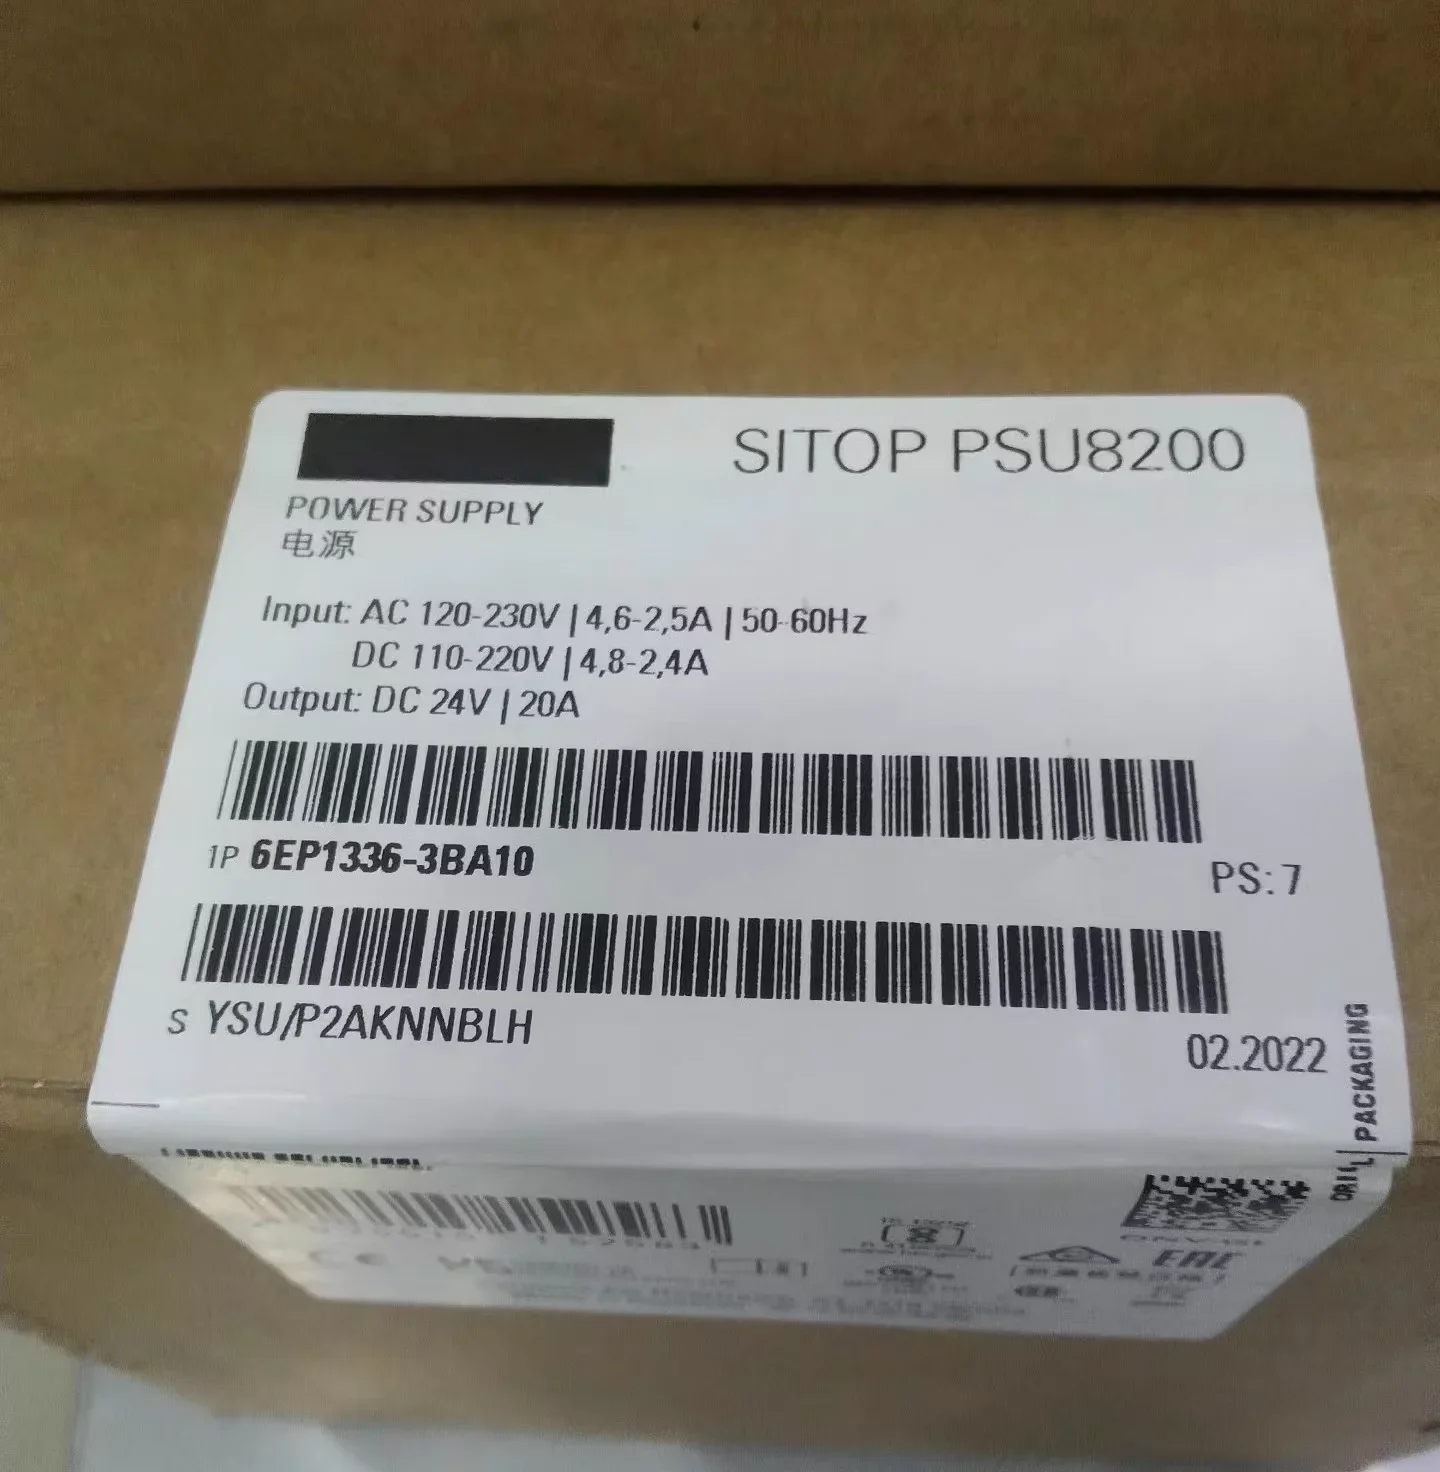 SITOP PSU8200
POWER SUPPLY
电源
Input: AC 120-230V | 4,6-2,5A | 50-60Hz
DC 110-220V | 4,8-2,4A
Output: DC 24V | 20A
1P 6EP1336-3BA10
PS: 7
S YSU/P2AKNNBLH
02.2022
PACKAGING
EAC